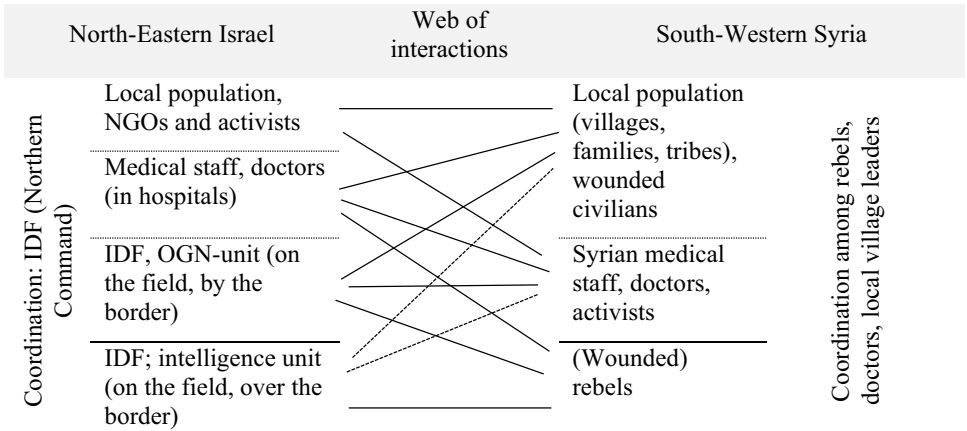 North-Eastern Israel
Web of
interactions
South-Western Syria
Coordination: IDF (Northern
Command)
Local population,
NGOs and activists
Medical staff, doctors
(in hospitals)
IDF, OGN-unit (on
the field, by the
border)
IDF; intelligence unit
(on the field, over the
border)
Local population
(villages,
families, tribes),
wounded
civilians
Syrian medical
staff, doctors,
activists
(Wounded)
rebels
Coordination among rebels,
doctors, local village leaders